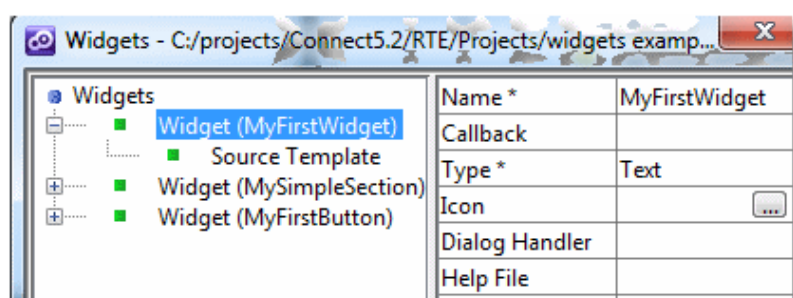 Widgets - C:/projects/Connect5.2/RTE/Projects/widgets examp...
Widgets
Widget (MyFirstWidget)
Source Template
Widget (MySimpleSection)
Widget (MyFirstButton)
Name * MyFirstWidget
Callback
Type * Text
Icon ...
Dialog Handler
Help File